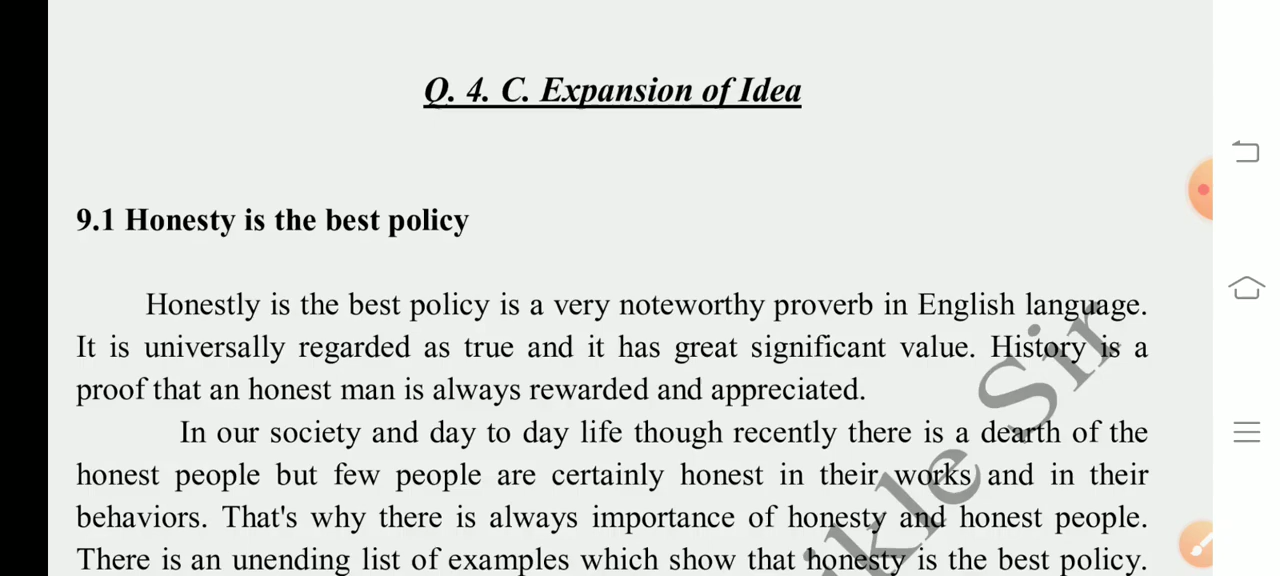 Q. 4. C. Expansion of Idea
9.1 Honesty is the best policy
Honestly is the best policy is a very noteworthy proverb in English language.
It is universally regarded as true and it has great significant value. History is a
proof that an honest man is always rewarded and appreciated.
In our society and day to day life though recently there is a dearth of the
honest people but few people are certainly honest in their works and in their
behaviors. That's why there is always importance of honesty and honest people.
There is an unending list of examples which show that honesty is the best policy.
Sir